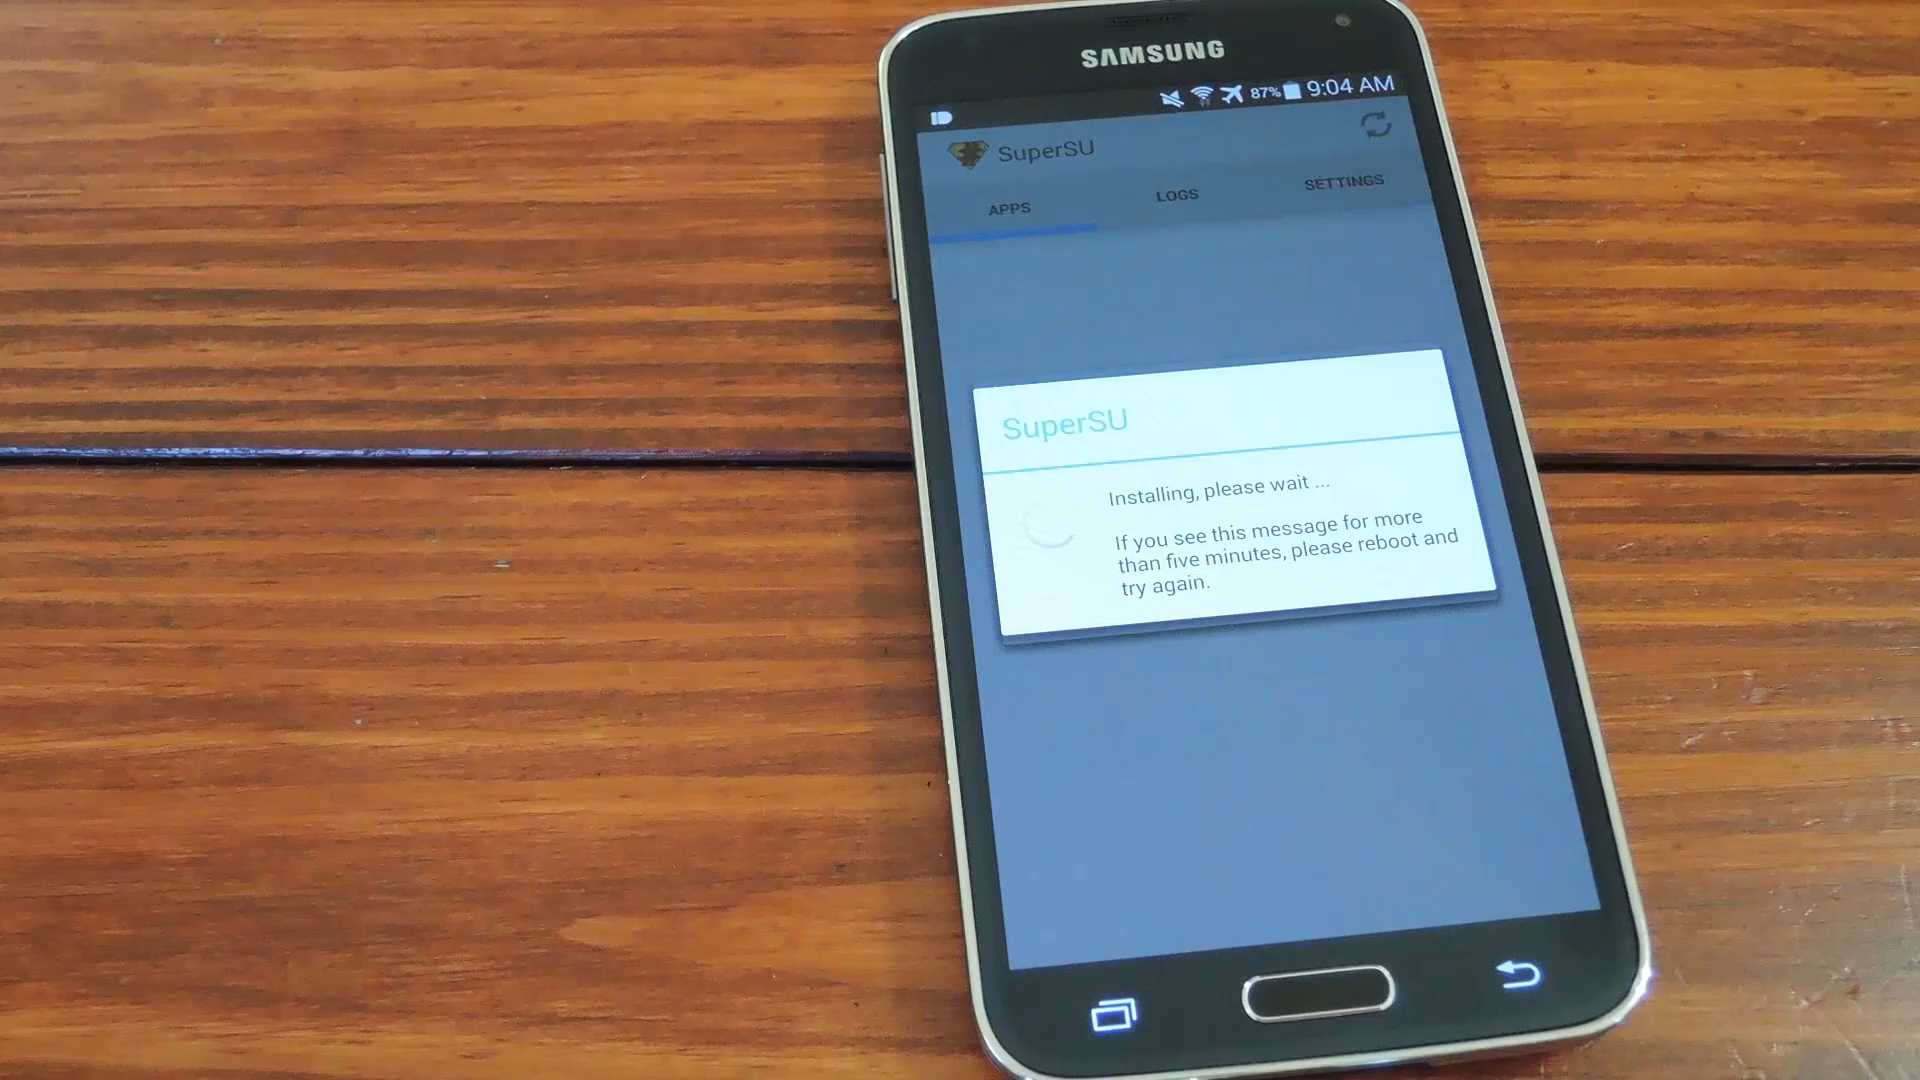 SAMSUNG
87% 9:04 AM
SuperSU
APPS LOGS SETTINGS
SuperSU
Installing, please wait ...
If you see this message for more
than five minutes, please reboot and
try again.